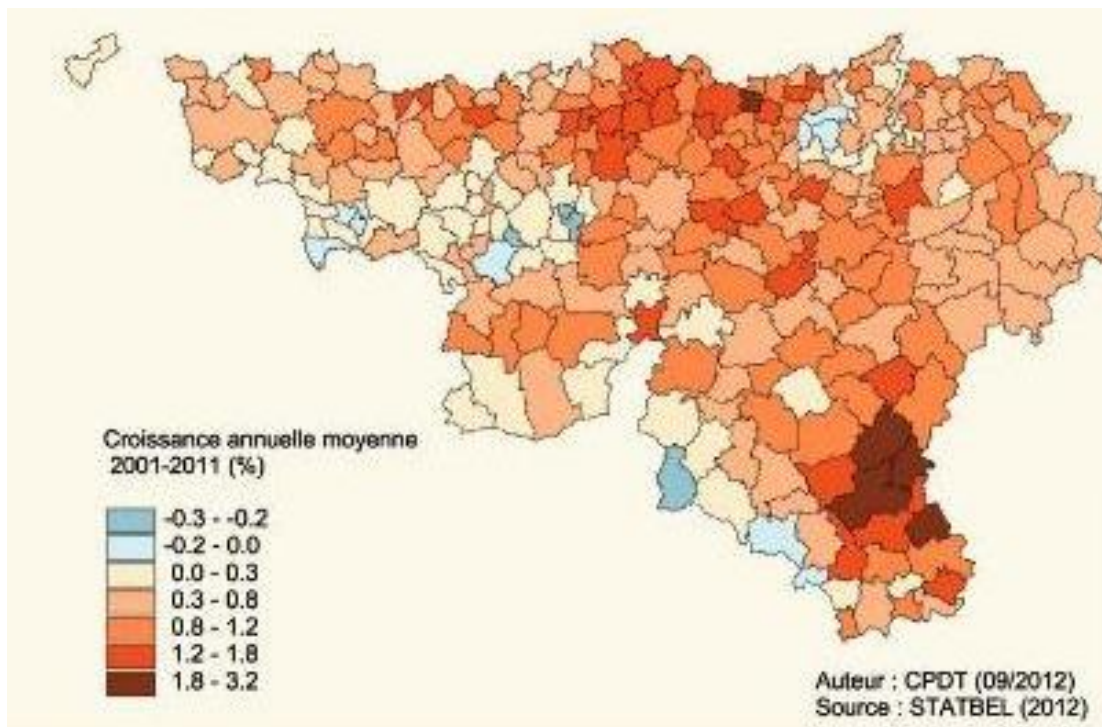 Croissance annuelle moyenne
2001-2011 (%)
-0.3 - -0.2
-0.2 - 0.0
0.0 - 0.3
0.3 - 0.8
0.8 - 1.2
1.2 - 1.8
1.8 - 3.2
Auteur : CPDT (09/2012)
Source : STATBEL (2012)